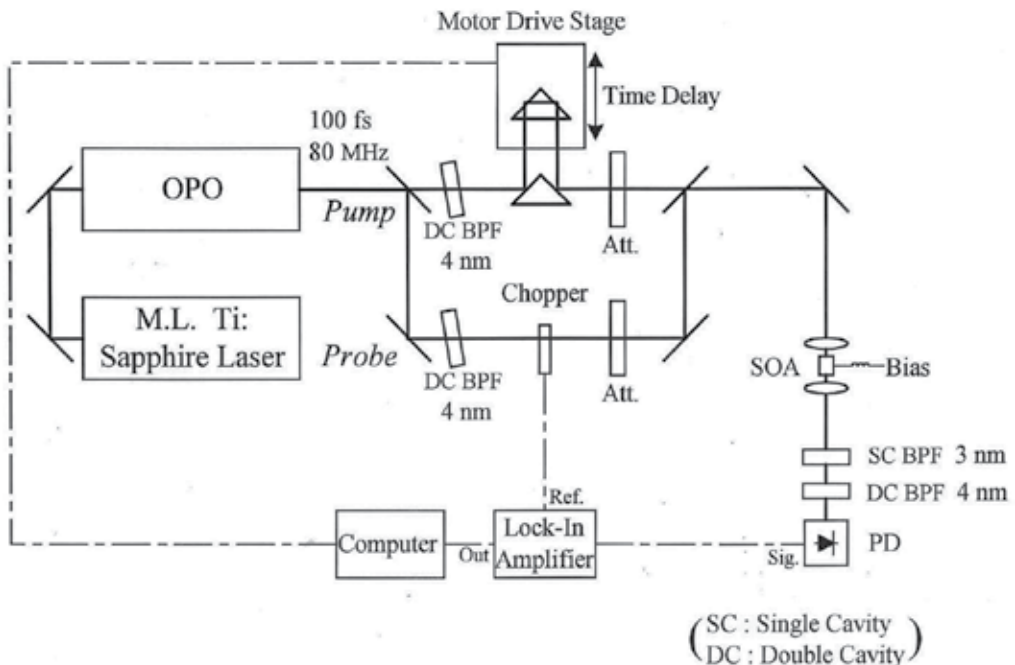 Motor Drive Stage
Time Delay
100 fs
80 MHz
OPO
Pump
DC BPF
4 nm
Att.
Chopper
M.L. Ti:
Sapphire Laser
Probe
DC BPF
4 nm
Att.
SOA
Bias
SC BPF 3 nm
DC BPF 4 nm
Ref.
Computer
Out
Lock-In
Amplifier
Sig.
PD
SC : Single Cavity
DC : Double Cavity